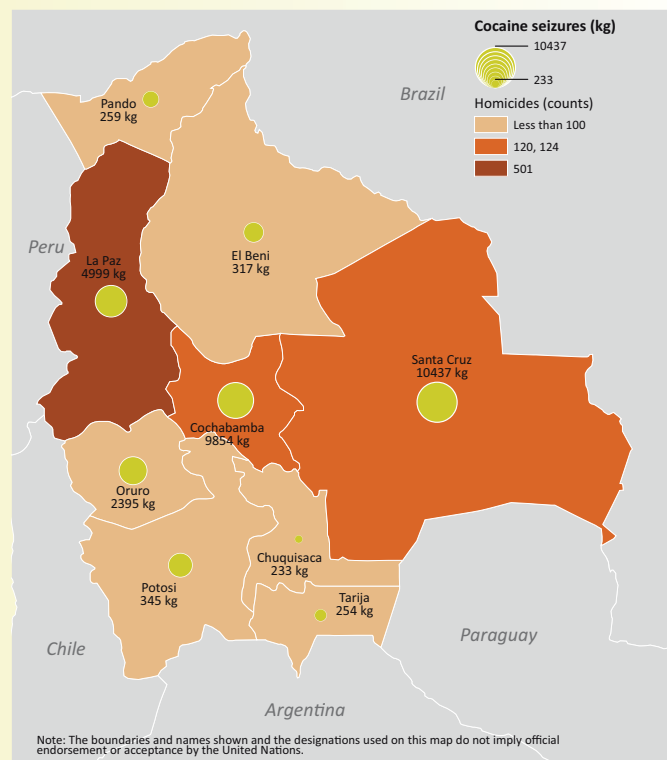 Cocaine seizures (kg)
10437
233
Homicides (counts)
Less than 100
120, 124
501
Brazil
Pando
259 kg
Peru
La Paz
4999 kg
El Beni
317 kg
Santa Cruz
10437 kg
Cochabamba
9854 kg
Oruro
2395 kg
Chuquisaca
233 kg
Potosi
345 kg
Tarija
254 kg
Chile
Paraguay
Argentina
Note: The boundaries and names shown and the designations used on this map do not imply official
endorsement or acceptance by the United Nations.